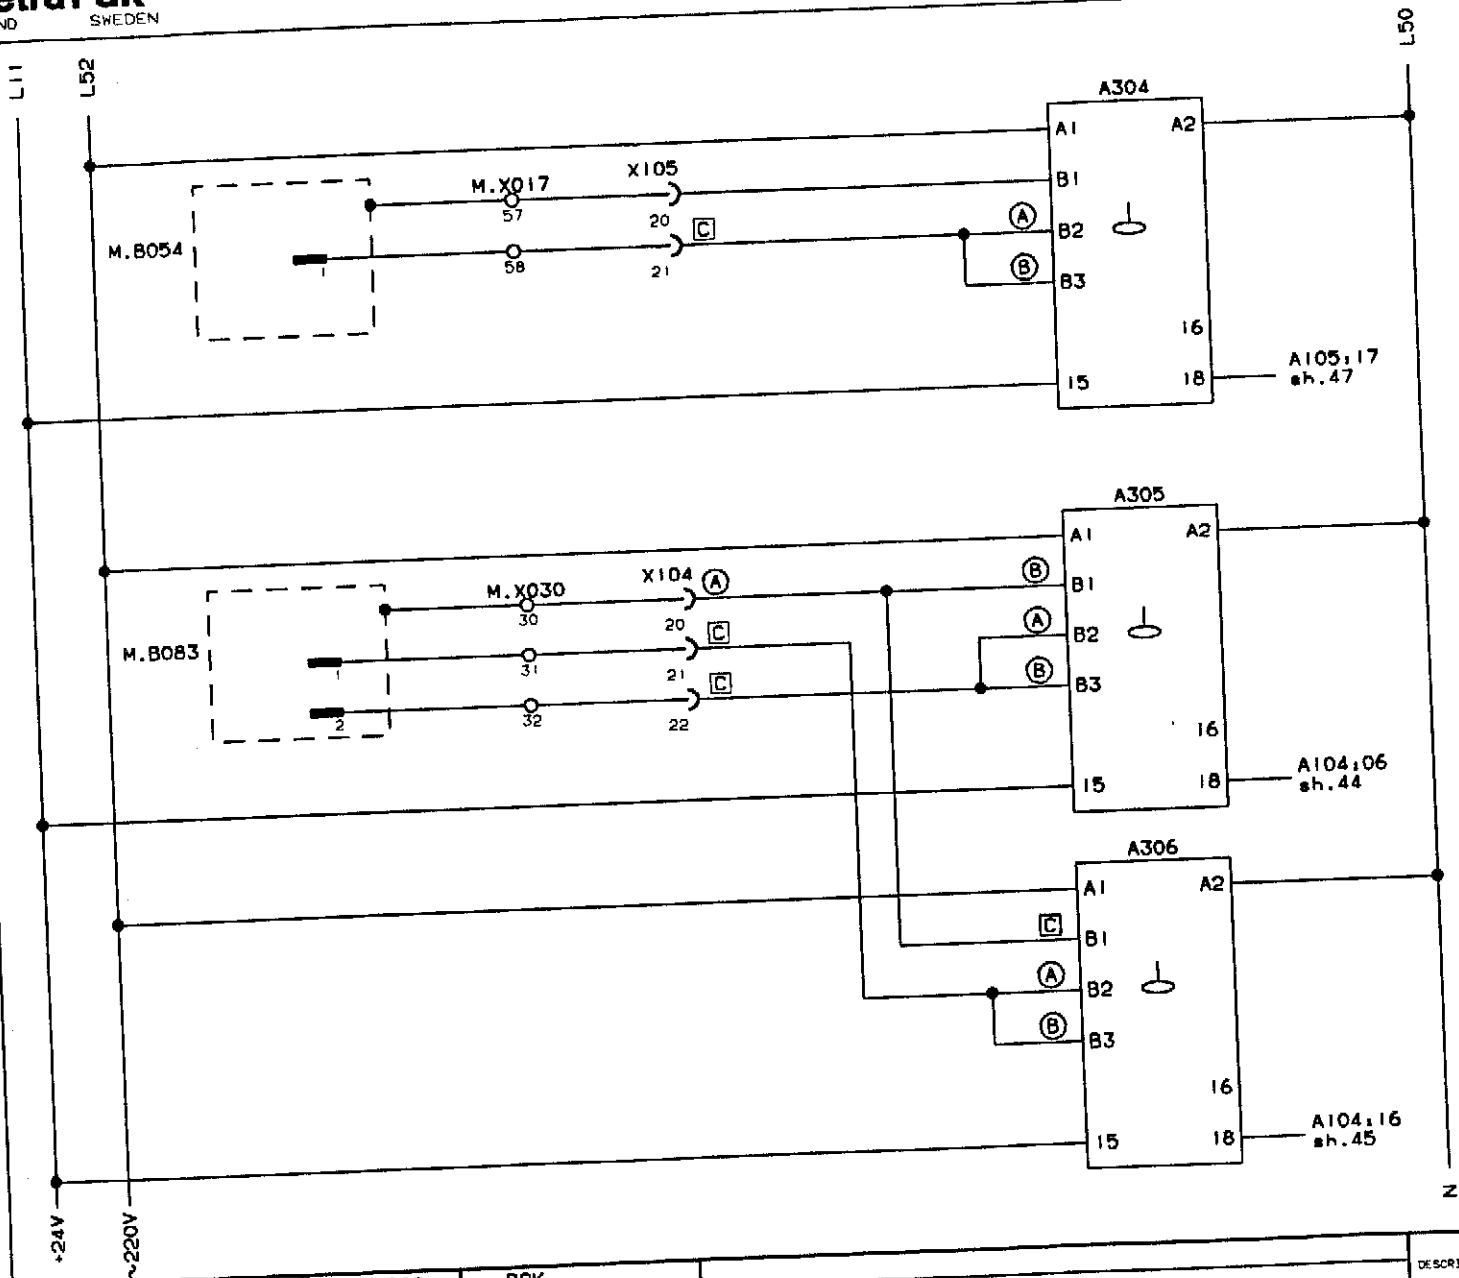 SWEDEN
L11
L52
L50
A304
A1
A2
X105
M.X017
B1
57
20
A
B2
M.B054
C
1
58
21
B
B3
16
A105:17
15
18
sh.47
A305
A1
A2
X104
A
B
B1
M.X030
30
20
C
A
B2
M.B083
1
31
21
C
B
B3
2
32
22
16
A104:06
15
18
sh.44
A306
A1
A2
C
B1
A
B2
B
B3
16
A104:16
15
18
sh.45
+24V
~220V
N